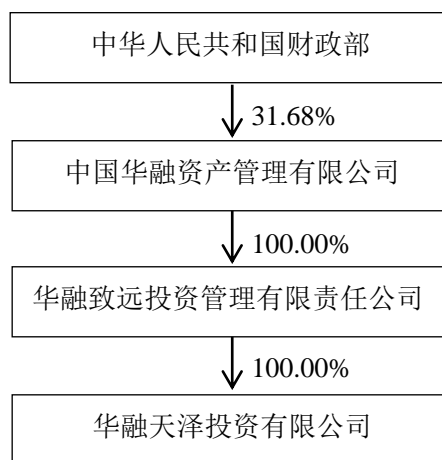 中华人民共和国财政部
31.68%
中国华融资产管理有限公司
100.00%
华融致远投资管理有限责任公司
100.00%
华融天泽投资有限公司